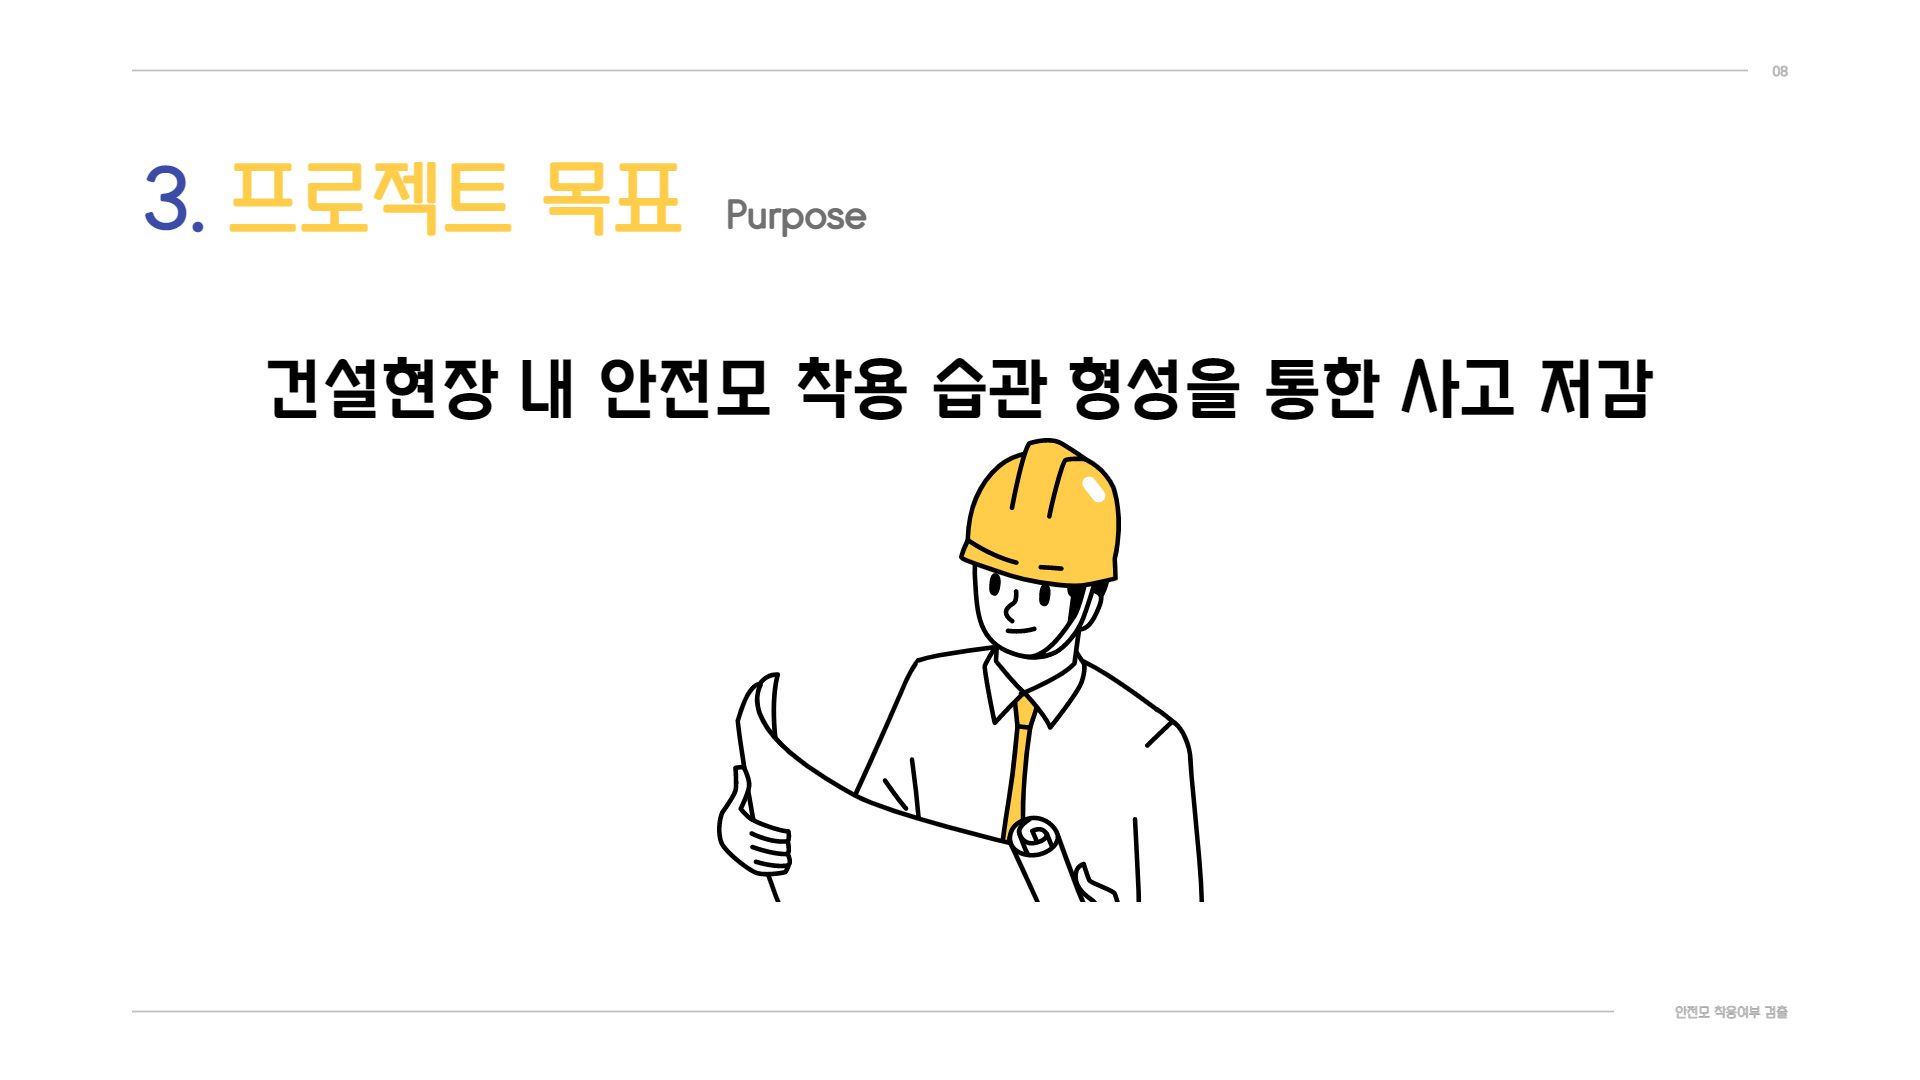 08
3. 프로젝트 목표 Purpose
건설현장 내 안전모 착용 습관 형성을 통한 사고 저감
안전모 착용여부 검출